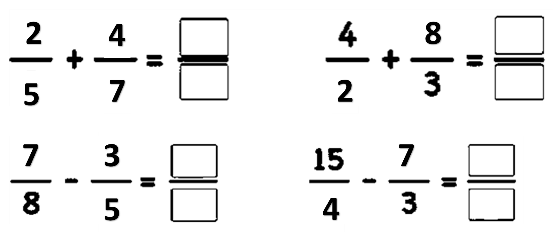 2/5 + 4/7 =
4/2 + 8/3 =
7/8 - 3/5 =
15/4 - 7/3 =